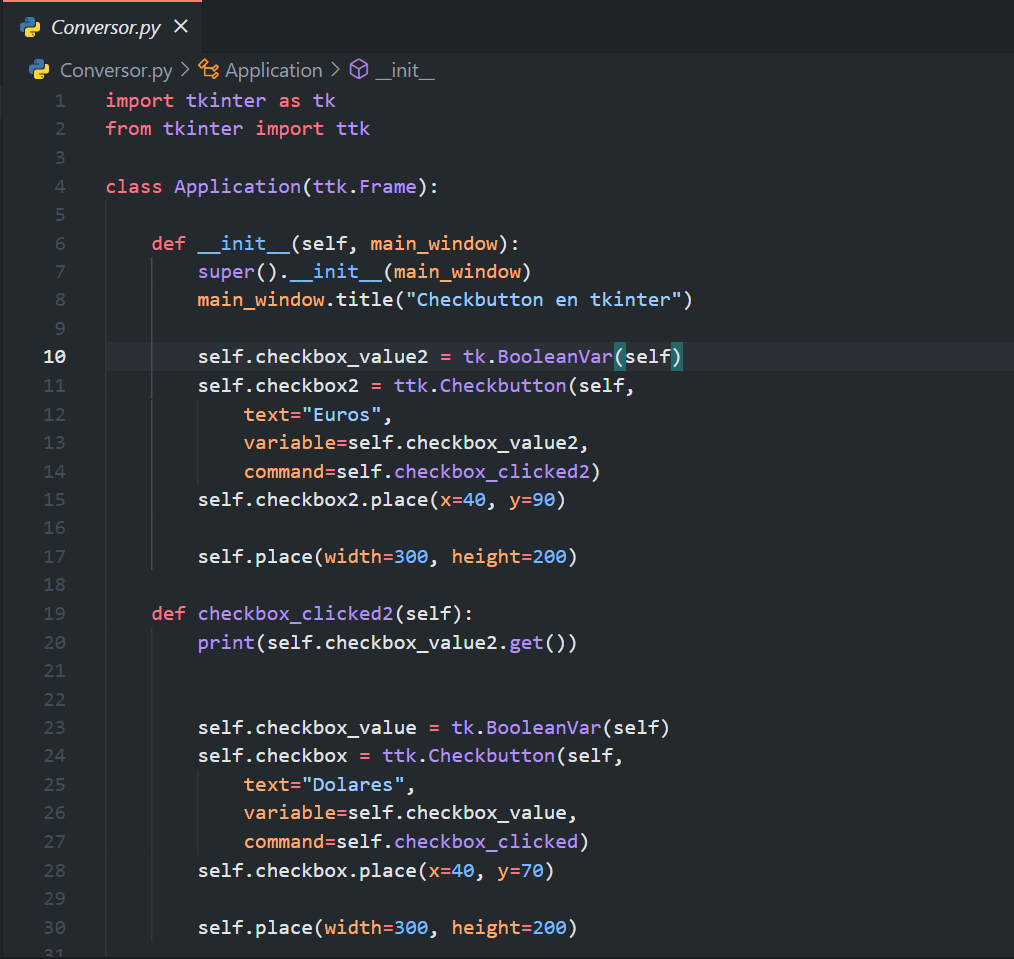 Conversor.py ×
Conversor.py > Application > __init__
1 import tkinter as tk
2 from tkinter import ttk
3
4 class Application(ttk.Frame):
5
6     def __init__(self, main_window):
7         super().__init__(main_window)
8         main_window.title("Checkbutton en tkinter")
9
10         self.checkbox_value2 = tk.BooleanVar(self)
11         self.checkbox2 = ttk.Checkbutton(self,
12             text="Euros",
13             variable=self.checkbox_value2,
14             command=self.checkbox_clicked2)
15         self.checkbox2.place(x=40, y=90)
16
17         self.place(width=300, height=200)
18
19     def checkbox_clicked2(self):
20         print(self.checkbox_value2.get())
21
22
23         self.checkbox_value = tk.BooleanVar(self)
24         self.checkbox = ttk.Checkbutton(self,
25             text="Dolares",
26             variable=self.checkbox_value,
27             command=self.checkbox_clicked)
28         self.checkbox.place(x=40, y=70)
29
30         self.place(width=300, height=200)
31